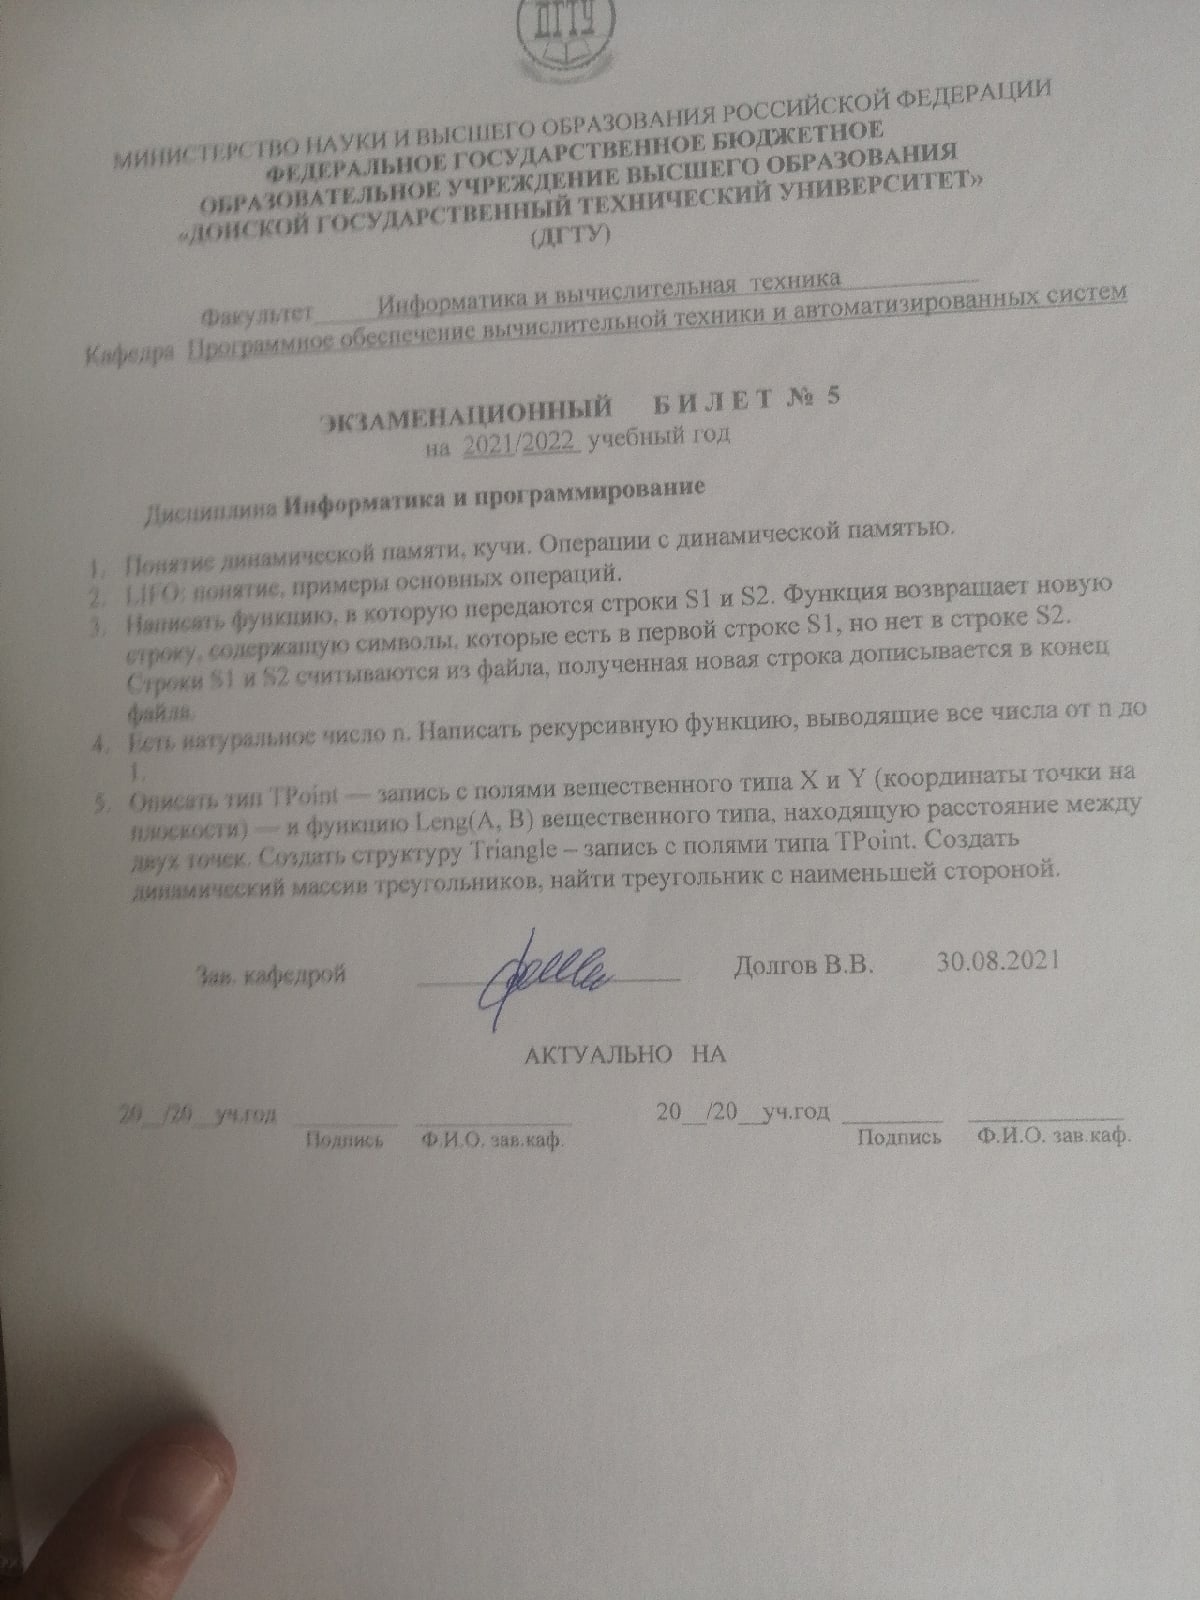 ДГТУ
МИНИСТЕРСТВО НАУКИ И ВЫСШЕГО ОБРАЗОВАНИЯ РОССИЙСКОЙ ФЕДЕРАЦИИ
ФЕДЕРАЛЬНОЕ ГОСУДАРСТВЕННОЕ БЮДЖЕТНОЕ
ОБРАЗОВАТЕЛЬНОЕ УЧРЕЖДЕНИЕ ВЫСШЕГО ОБРАЗОВАНИЯ
«ДОНСКОЙ ГОСУДАРСТВЕННЫЙ ТЕХНИЧЕСКИЙ УНИВЕРСИТЕТ»
(ДГТУ)
Факультет Информатика и вычислительная техника
Кафедра Программное обеспечение вычислительной техники и автоматизированных систем
ЭКЗАМЕНАЦИОННЫЙ Б И Л Е Т № 5
на 2021/2022 учебный год
Дисциплина Информатика и программирование
1. Понятие динамической памяти, кучи. Операции с динамической памятью.
2. LIFO: понятие, примеры основных операций.
3. Написать функцию, в которую передаются строки S1 и S2. Функция возвращает новую
строку, содержащую символы, которые есть в первой строке S1, но нет в строке S2.
Строки S1 и S2 считываются из файла, полученная новая строка дописывается в конец
файла.
4. Есть натуральное число n. Написать рекурсивную функцию, выводящие все числа от n до
1.
5. Описать тип TPoint — запись с полями вещественного типа X и Y (координаты точки на
плоскости) — и функцию Leng(A, B) вещественного типа, находящую расстояние между
двух точек. Создать структуру Triangle – запись с полями типа TPoint. Создать
динамический массив треугольников, найти треугольник с наименьшей стороной.
Зав. кафедрой Долгов В.В. 30.08.2021
АКТУАЛЬНО НА
20__/20__уч.год ________ ____________ 20__/20__уч.год ________ ____________
Подпись Ф.И.О. зав.каф. Подпись Ф.И.О. зав.каф.